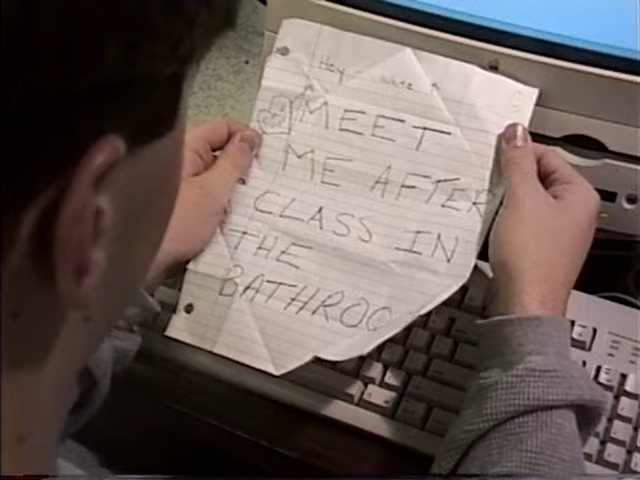 Hey
MEET
ME AFTER
CLASS IN
THE
BATHROO